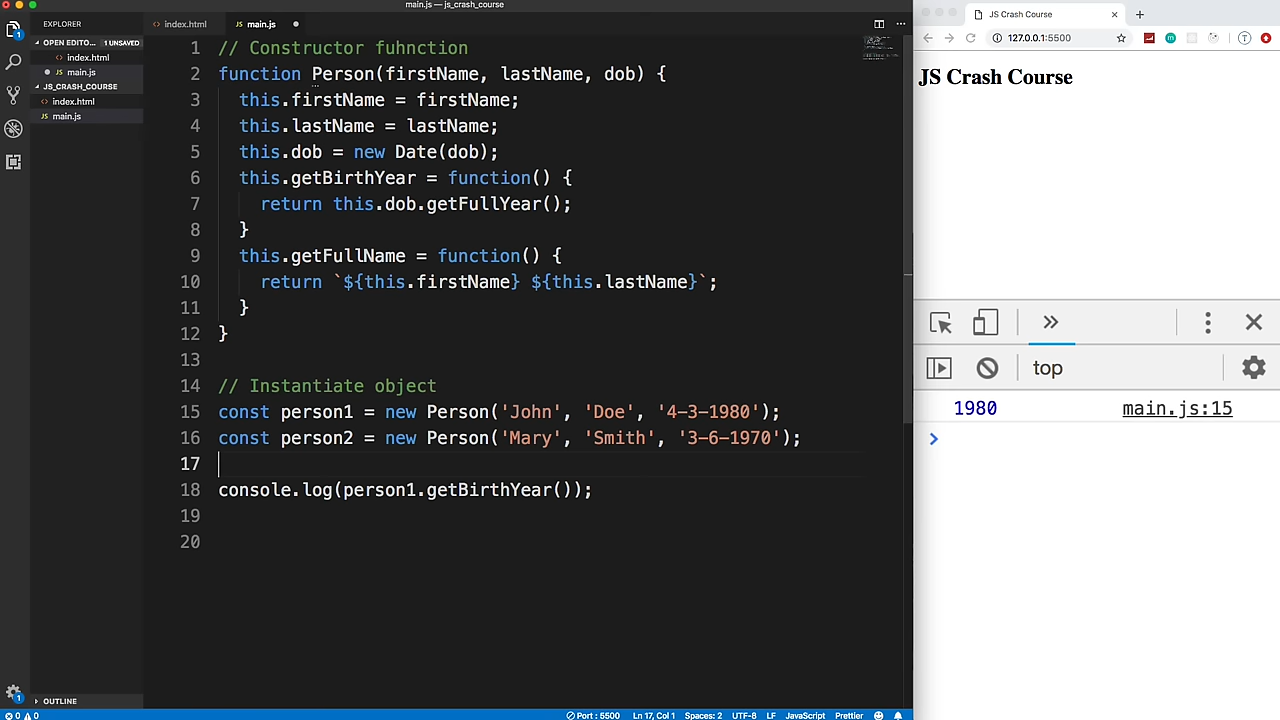 main.js — js_crash_course
EXPLORER
OPEN EDITO... 1 UNSAVED
index.html
main.js
JS_CRASH_COURSE
index.html
JS main.js
OUTLINE
index.html JS main.js
1 // Constructor fuhnction
2 function Person(firstName, lastName, dob) {
3 this.firstName = firstName;
4 this.lastName = lastName;
5 this.dob = new Date(dob);
6 this.getBirthYear = function() {
7 return this.dob.getFullYear();
8 }
9 this.getFullName = function() {
10 return `${this.firstName} ${this.lastName}`;
11 }
12 }
13
14 // Instantiate object
15 const person1 = new Person('John', 'Doe', '4-3-1980');
16 const person2 = new Person('Mary', 'Smith', '3-6-1970');
17
18 console.log(person1.getBirthYear());
19
20
0 0 Port : 5500 Ln 17, Col 1 Spaces: 2 UTF-8 LF JavaScript Prettier
JS Crash Course
127.0.0.1:5500
JS Crash Course
top
1980 main.js:15